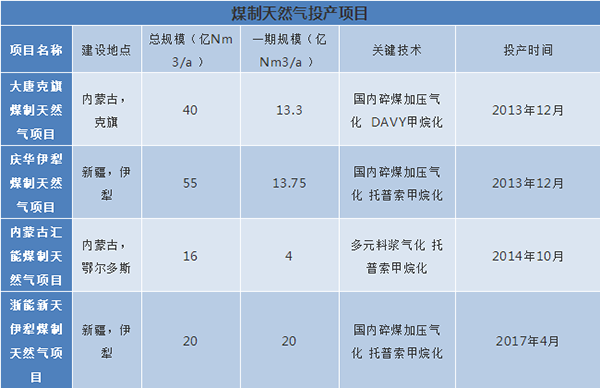 煤制天然气投产项目
项目名称
建设地点
总规模（亿Nm
3/a ）
一期规模（亿
Nm3/a ）
关键技术
投产时间
大唐克旗
煤制天然
气项目
内蒙古，
克旗
40
13.3
国内碎煤加压气
化 DAVY甲烷化
2013年12月
庆华伊犁
煤制天然
气项目
新疆，伊
犁
55
13.75
国内碎煤加压气
化 托普索甲烷化
2013年12月
内蒙古汇
能煤制天
然气项目
内蒙古，
鄂尔多斯
16
4
多元料浆气化 托
普索甲烷化
2014年10月
浙能新天
伊犁煤制
天然气项
目
新疆，伊
犁
20
20
国内碎煤加压气
化 托普索甲烷化
2017年4月